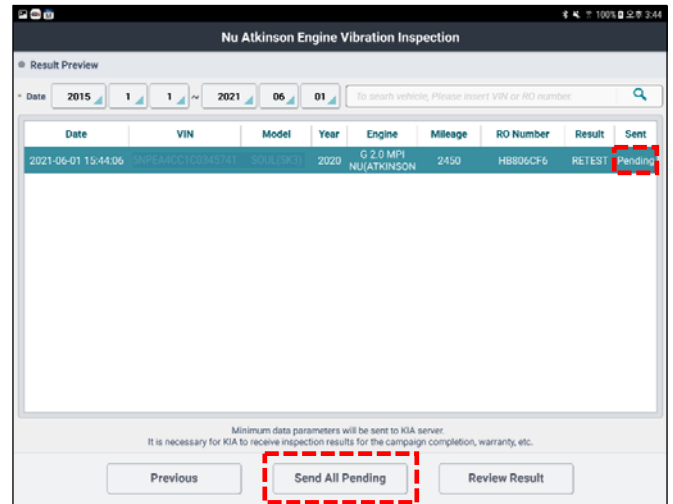 100% 오후 3:44
Nu Atkinson Engine Vibration Inspection
Result Preview
Date 2015 1 1 ~ 2021 06 01 To searh vehicle, Please insert VIN or RO number.
Date VIN Model Year Engine Mileage RO Number Result Sent
2021-06-01 15:44:06 SOUL(SK3) 2020 G 2.0 MPI 2450 HB806CF6 RETEST Pending
NU(ATKINSON
Minimum data parameters will be sent to KIA server.
It is necessary for KIA to receive inspection results for the campaign completion, warranty, etc.
Previous Send All Pending Review Result